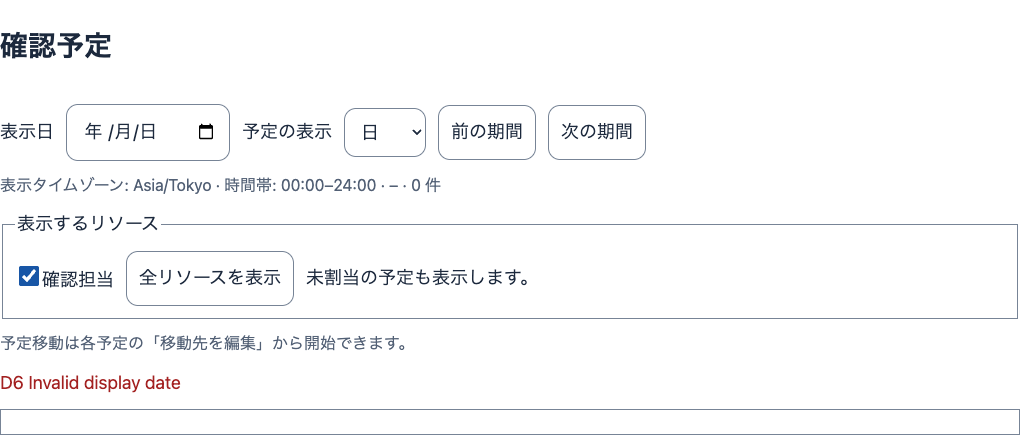 確認予定
表示日 年 /月/日 予定の表示 日 前の期間 次の期間
表示タイムゾーン: Asia/Tokyo · 時間帯: 00:00–24:00 · – · 0 件
表示するリソース
確認担当 全リソースを表示 未割当の予定も表示します。
予定移動は各予定の「移動先を編集」から開始できます。
D6 Invalid display date